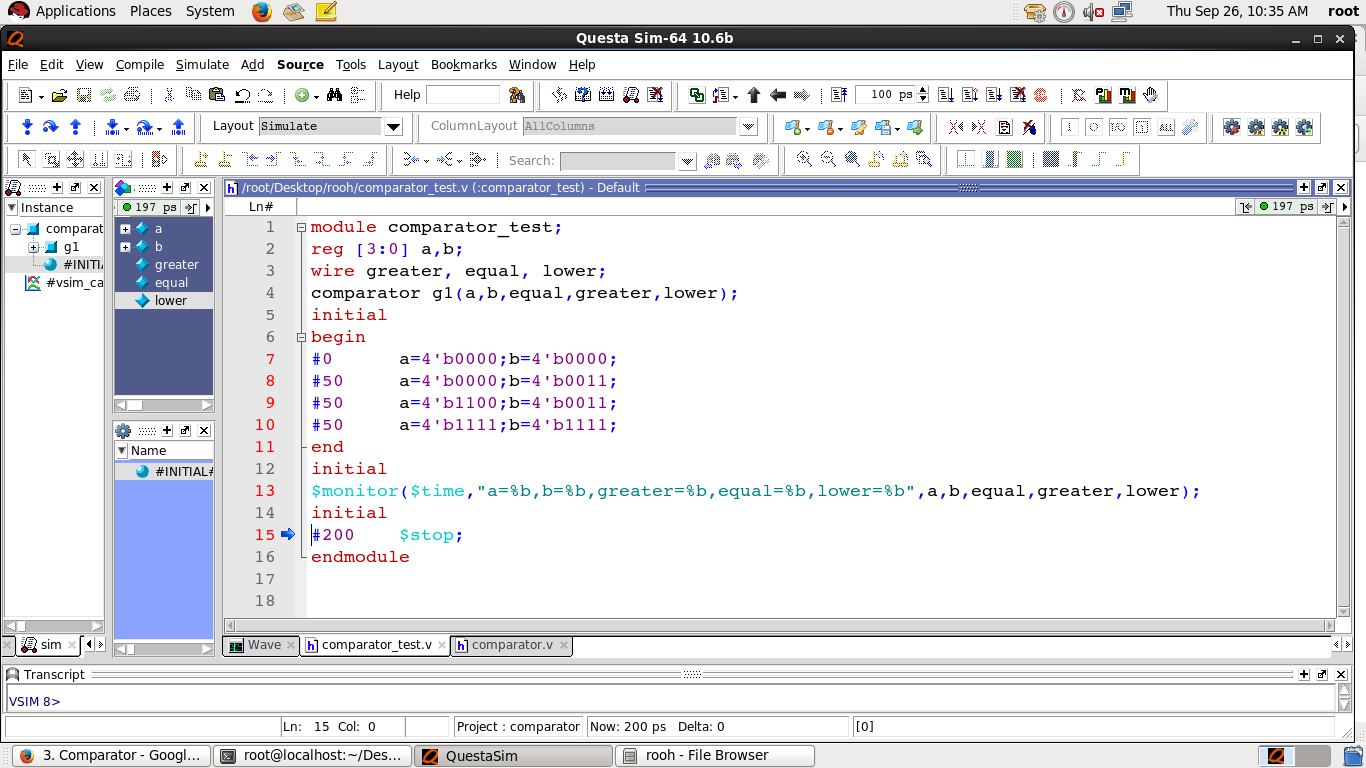 Applications Places System Thu Sep 26, 10:35 AM root
Questa Sim-64 10.6b
File Edit View Compile Simulate Add Source Tools Layout Bookmarks Window Help
Help 100 ps
Layout Simulate ColumnLayout AllColumns
Search:
/root/Desktop/rooh/comparator_test.v (:comparator_test) - Default
Instance
197 ps
Ln#
197 ps
comparat
g1
#INITI
#vsim_ca
a
b
greater
equal
lower
Name
#INITIAL#
1 module comparator_test;
2 reg [3:0] a,b;
3 wire greater, equal, lower;
4 comparator g1(a,b,equal,greater,lower);
5 initial
6 begin
7 #0 a=4'b0000;b=4'b0000;
8 #50 a=4'b0000;b=4'b0011;
9 #50 a=4'b1100;b=4'b0011;
10 #50 a=4'b1111;b=4'b1111;
11 end
12 initial
13 $monitor($time,"a=%b,b=%b,greater=%b,equal=%b,lower=%b",a,b,equal,greater,lower);
14 initial
15 #200 $stop;
16 endmodule
17
18
sim
Wave comparator_test.v comparator.v
Transcript
VSIM 8>
Ln: 15 Col: 0 Project : comparator Now: 200 ps Delta: 0 [0]
3. Comparator - Googl... root@localhost:~/Des... QuestaSim rooh - File Browser